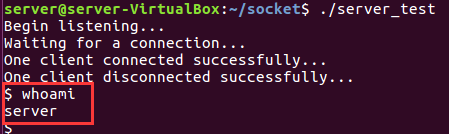 server@server-VirtualBox:~/socket$ ./server_test
Begin listening...
Waiting for a connection...
One client connected successfully...
One client disconnected successfully...
$ whoami
server
$